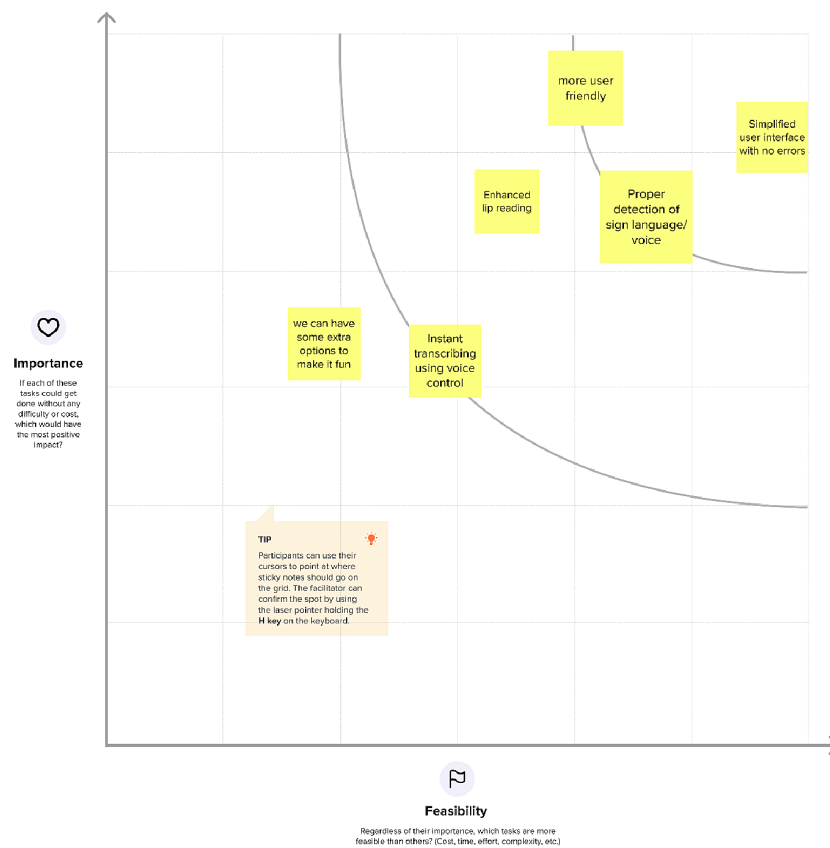 more user
friendly
Simplified
user interface
with no errors
Enhanced
lip reading
Proper
detection of
sign language/
voice
we can have
some extra
options to
make it fun
Instant
transcribing
using voice
control
Importance
If each of these
tasks could get
done without any
difficulty or cost,
which would have
the most positive
impact?
TIP
Participants can use their
cursors to point at where
sticky notes should go on
the grid. The facilitator can
confirm the spot by using
the laser pointer holding the
H key on the keyboard.
Feasibility
Regardless of their importance, which tasks are more
feasible than others? (Cost, time, effort, complexity, etc.)